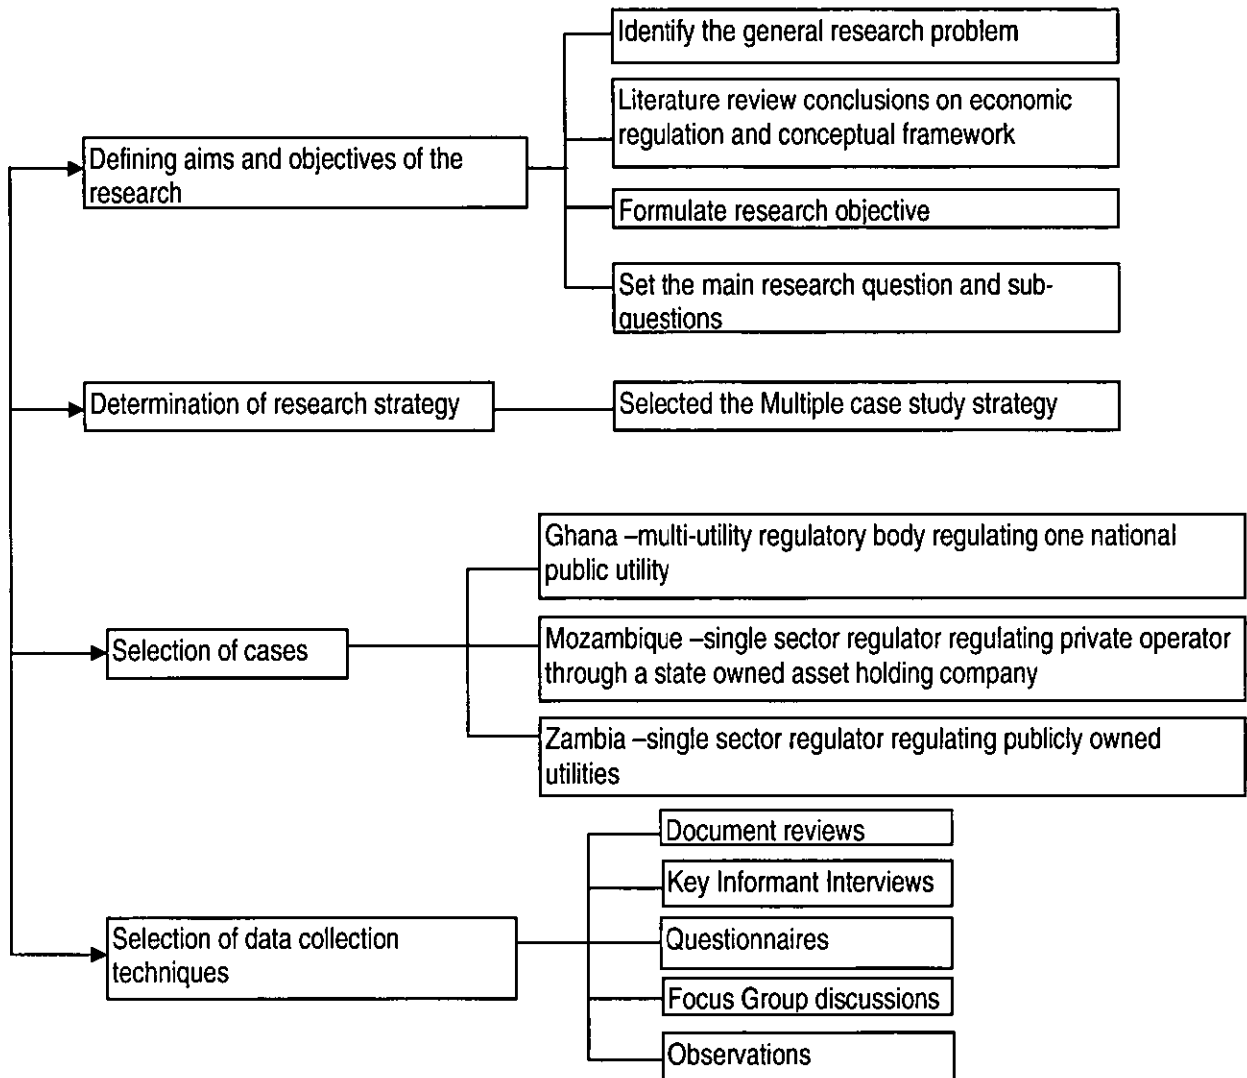 Identify the general research problem
Literature review conclusions on economic
regulation and conceptual framework
Defining aims and objectives of the
research
Formulate research objective
Set the main research question and sub-
questions
Determination of research strategy
Selected the Multiple case study strategy
Ghana –multi-utility regulatory body regulating one national
public utility
Selection of cases
Mozambique –single sector regulator regulating private operator
through a state owned asset holding company
Zambia –single sector regulator regulating publicly owned
utilities
Selection of data collection
techniques
Document reviews
Key Informant Interviews
Questionnaires
Focus Group discussions
Observations